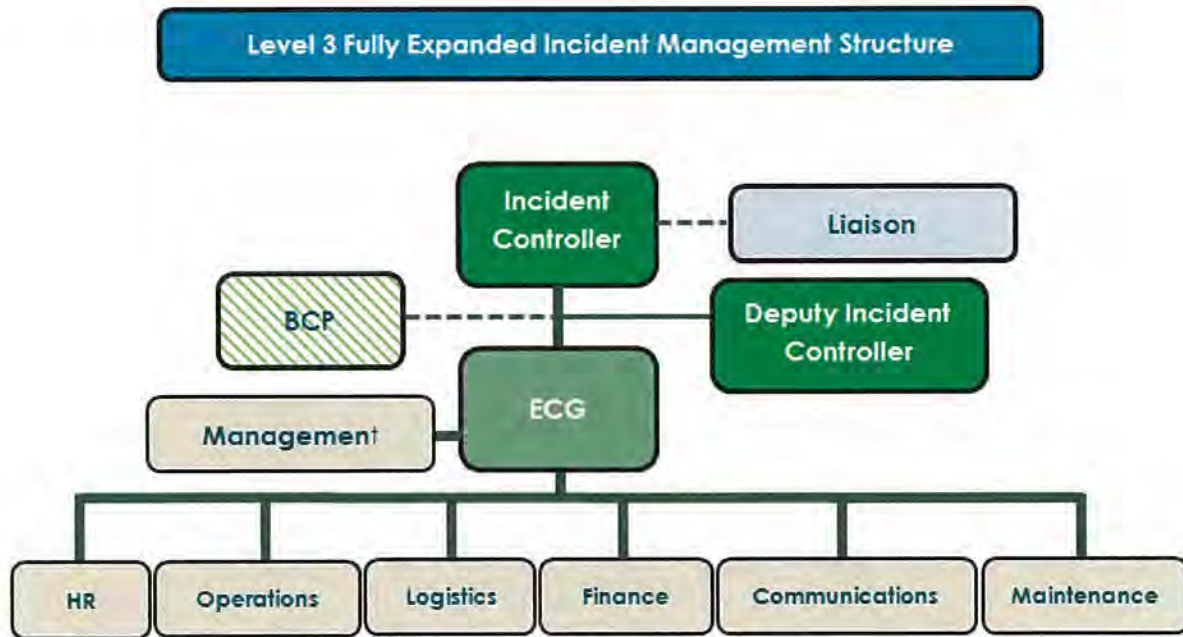 Level 3 Fully Expanded Incident Management Structure
Incident
Controller
Liaison
BCP
Deputy Incident
Controller
ECG
Management
HR
Operations
Logistics
Finance
Communications
Maintenance